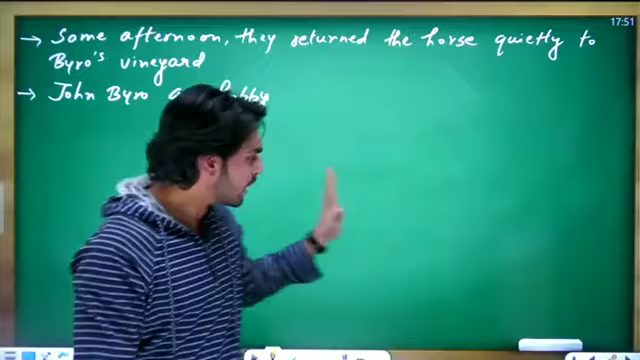 17:51
→ Same afternoon, they returned the horse quietly to
Byro's vineyard
→ John Byro